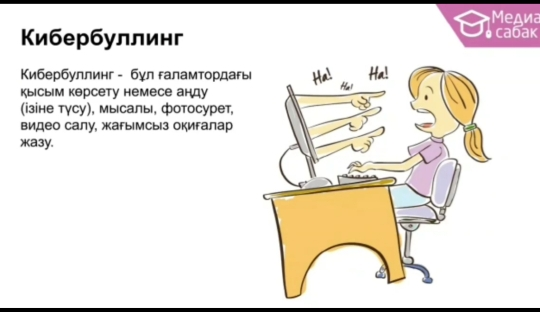 Медиа
сабақ
Кибербуллинг
Кибербуллинг - бұл ғаламтордағы
қысым көрсету немесе аңду
(ізіне түсу), мысалы, фотосурет,
видео салу, жағымсыз оқиғалар
жазу.
Ha!
Ha!
Ha!